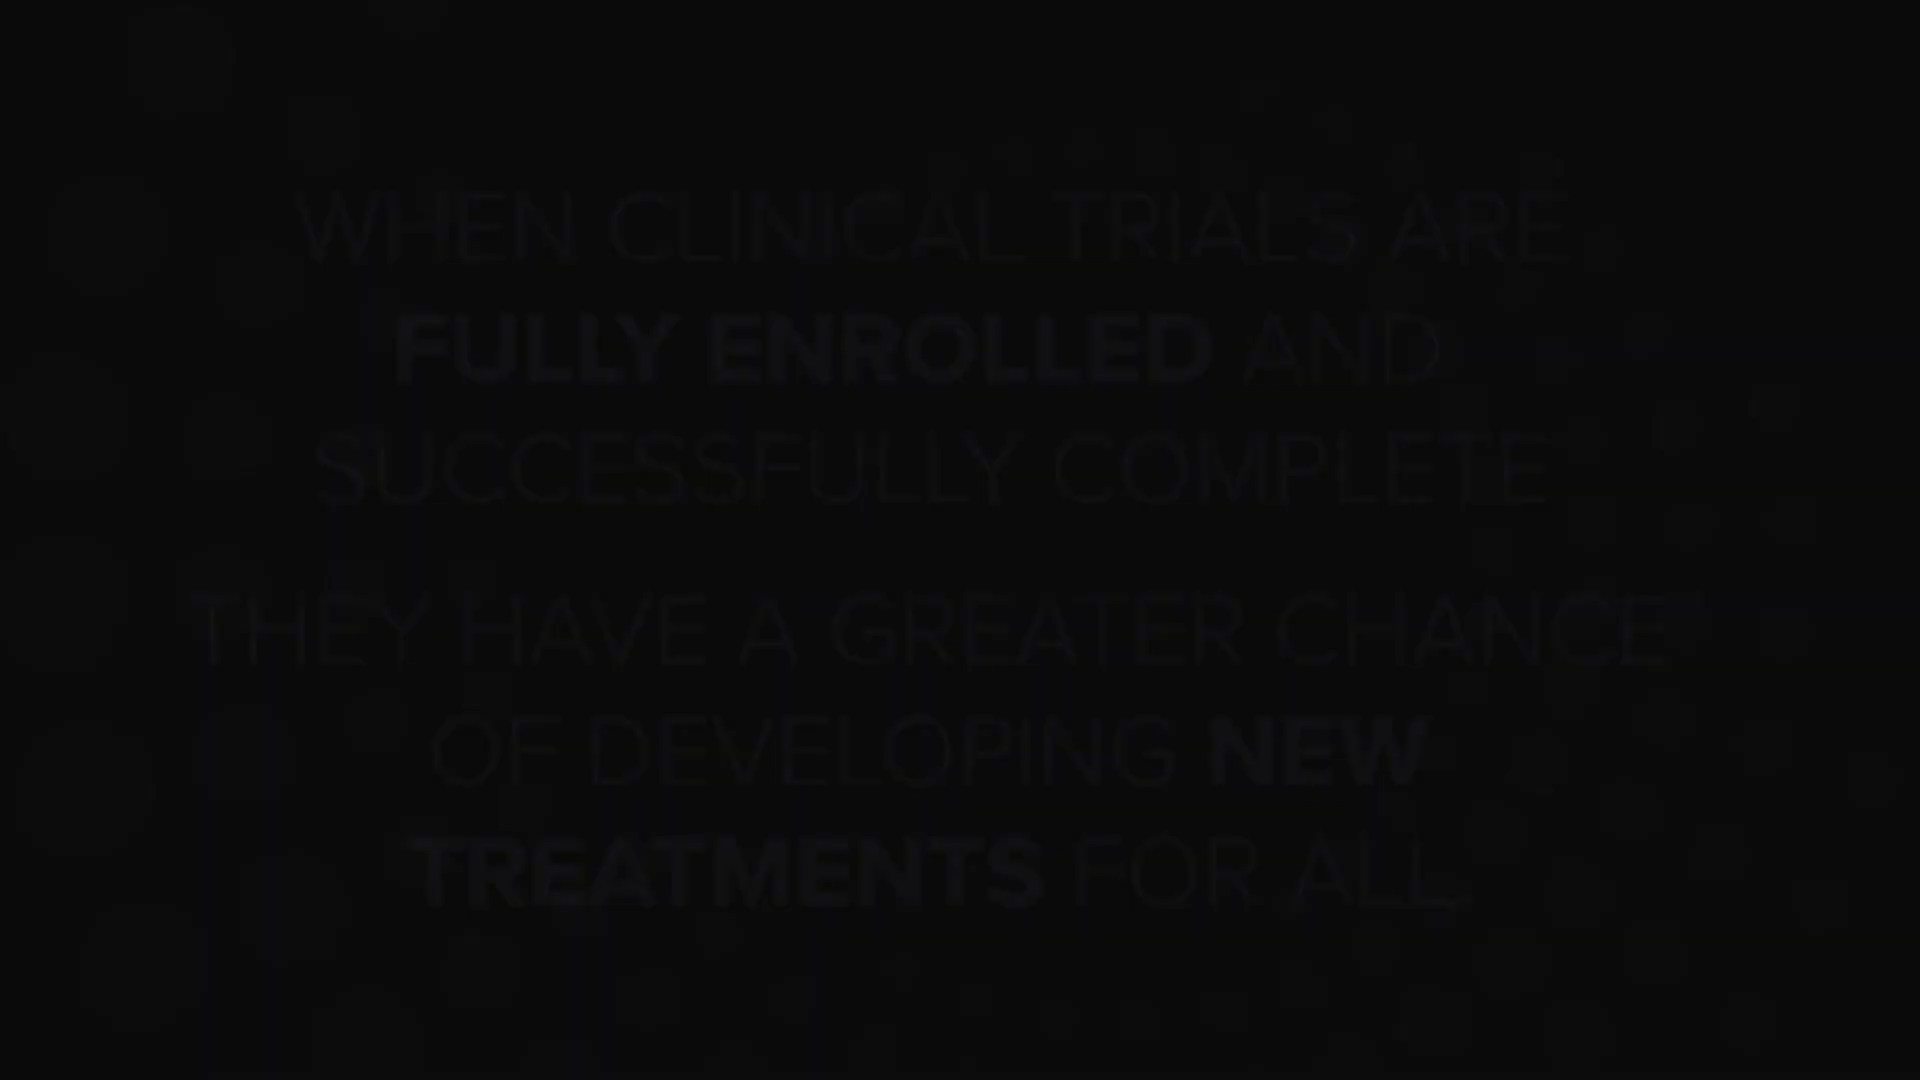 WHEN CLINICAL TRIALS ARE
FULLY ENROLLED AND
SUCCESSFULLY COMPLETE
THEY HAVE A GREATER CHANCE
OF DEVELOPING NEW
TREATMENTS FOR ALL.